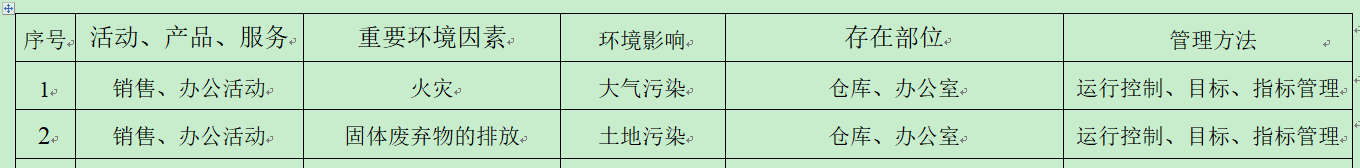 序号 活动、产品、服务 重要环境因素 环境影响 存在部位 管理方法
1 销售、办公活动 火灾 大气污染 仓库、办公室 运行控制、目标、指标管理
2 销售、办公活动 固体废弃物的排放 土地污染 仓库、办公室 运行控制、目标、指标管理